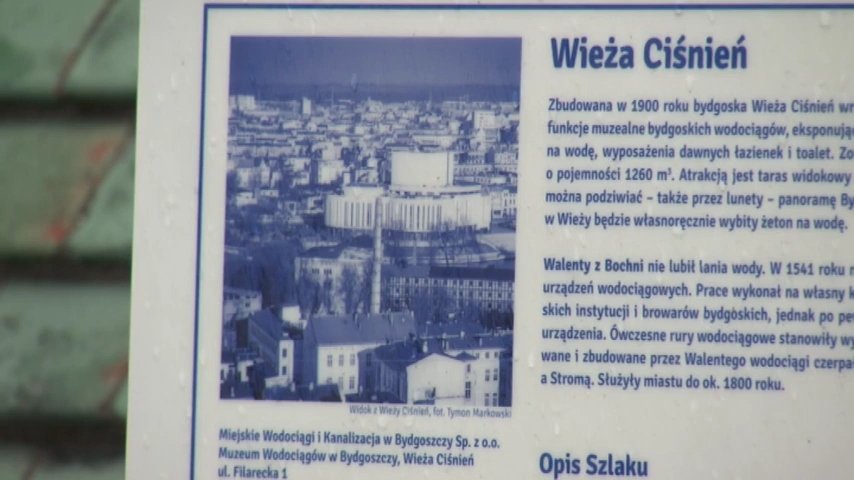 Wieża Ciśnień
Zbudowana w 1900 roku bydgoska Wieża Ciśnień
funkcje muzealne bydgoskich wodociągów,
na wodę, wyposażenia dawnych łazienek i toalet.
o pojemności 1260 m³. Atrakcją jest taras widokowy
można podziwiać – także przez lunety – panoramę
w Wieży będzie własnoręcznie wybity żeton na wodę.
Walenty z Bochni nie lubił lania wody. W 1541 roku
urządzeń wodociągowych. Prace wykonał na własny
skich instytucji i browarów bydgoskich, jednak po
urządzenia. Ówczesne rury wodociągowe stanowiły
wane i zbudowane przez Walentego wodociągi
a Stromą. Służyły miastu do ok. 1800 roku.
Widok z Wieży Ciśnień, fot. Tymon Markowski
Miejskie Wodociągi i Kanalizacja w Bydgoszczy Sp. z o.o.
Muzeum Wodociągów w Bydgoszczy, Wieża Ciśnień
ul. Filarecka 1
Opis Szlaku